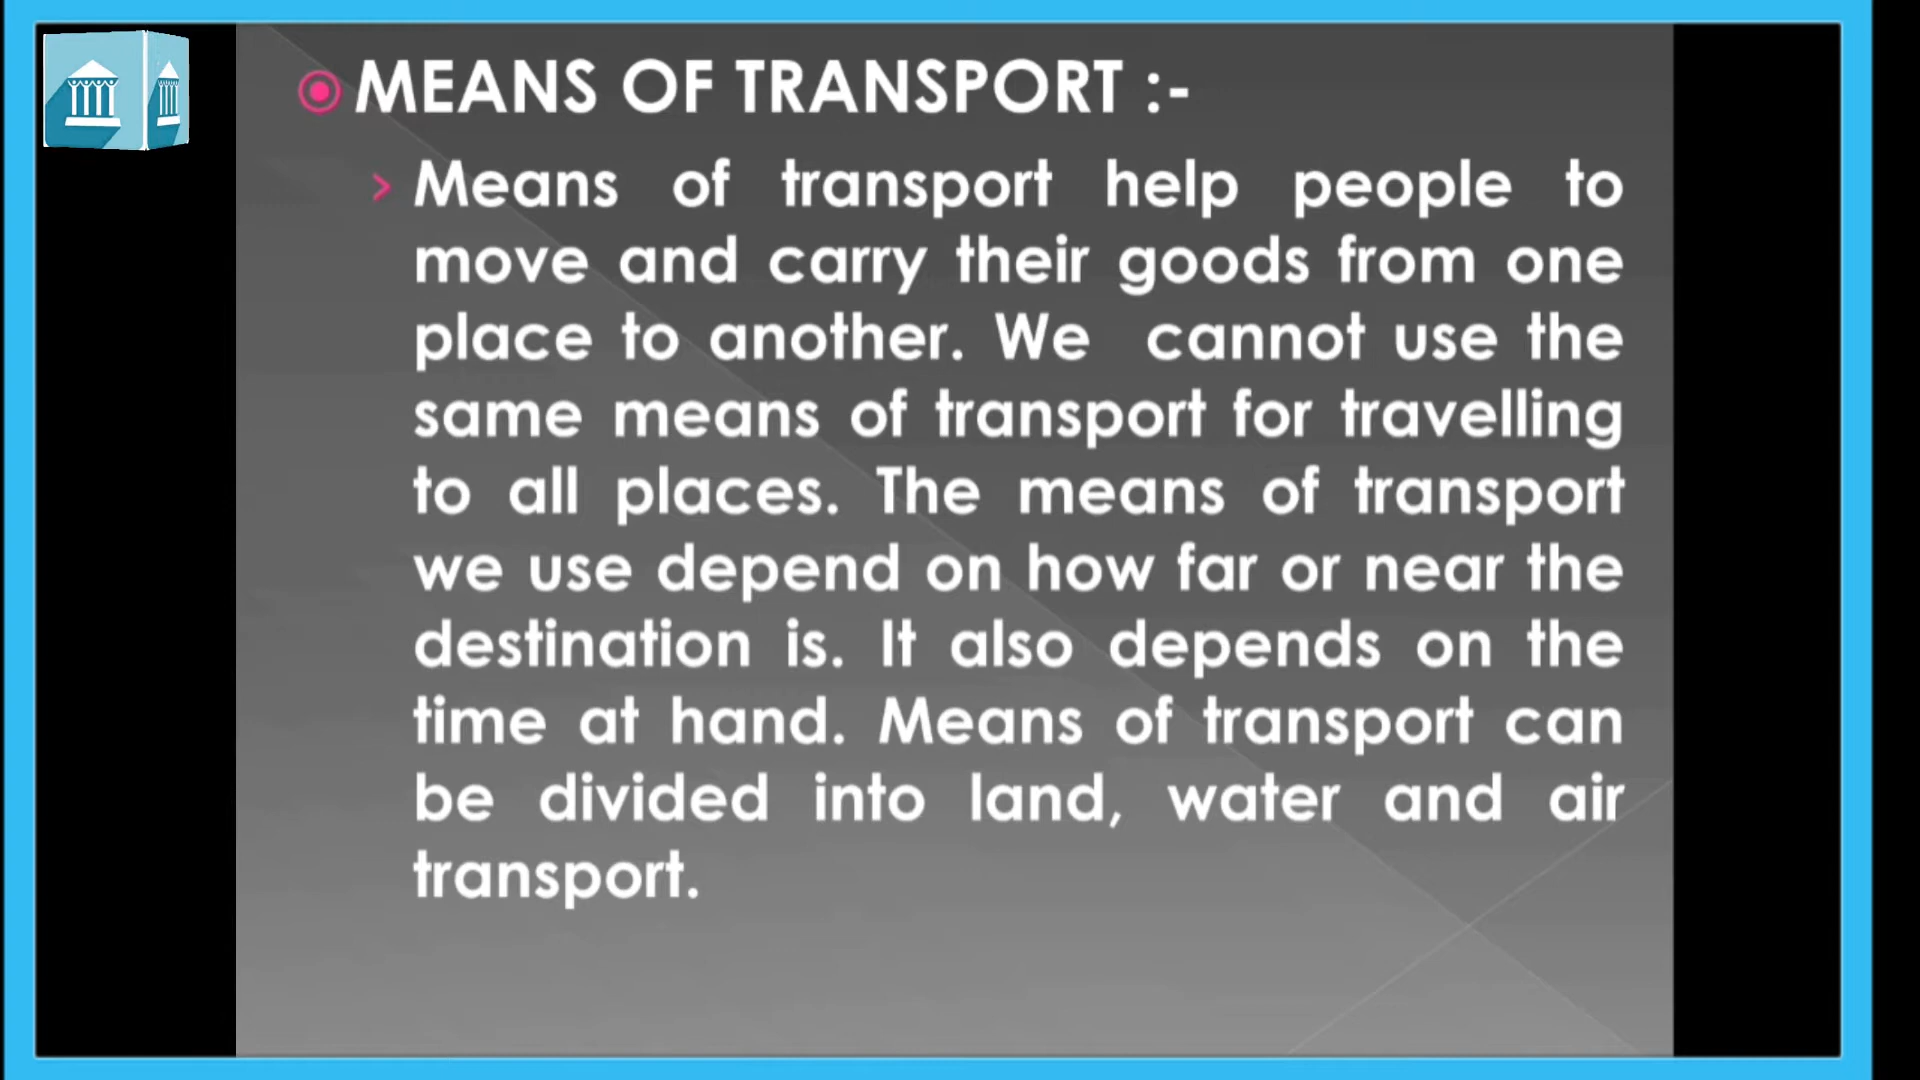 MEANS OF TRANSPORT :-
Means of transport help people to
move and carry their goods from one
place to another. We cannot use the
same means of transport for travelling
to all places. The means of transport
we use depend on how far or near the
destination is. It also depends on the
time at hand. Means of transport can
be divided into land, water and air
transport.